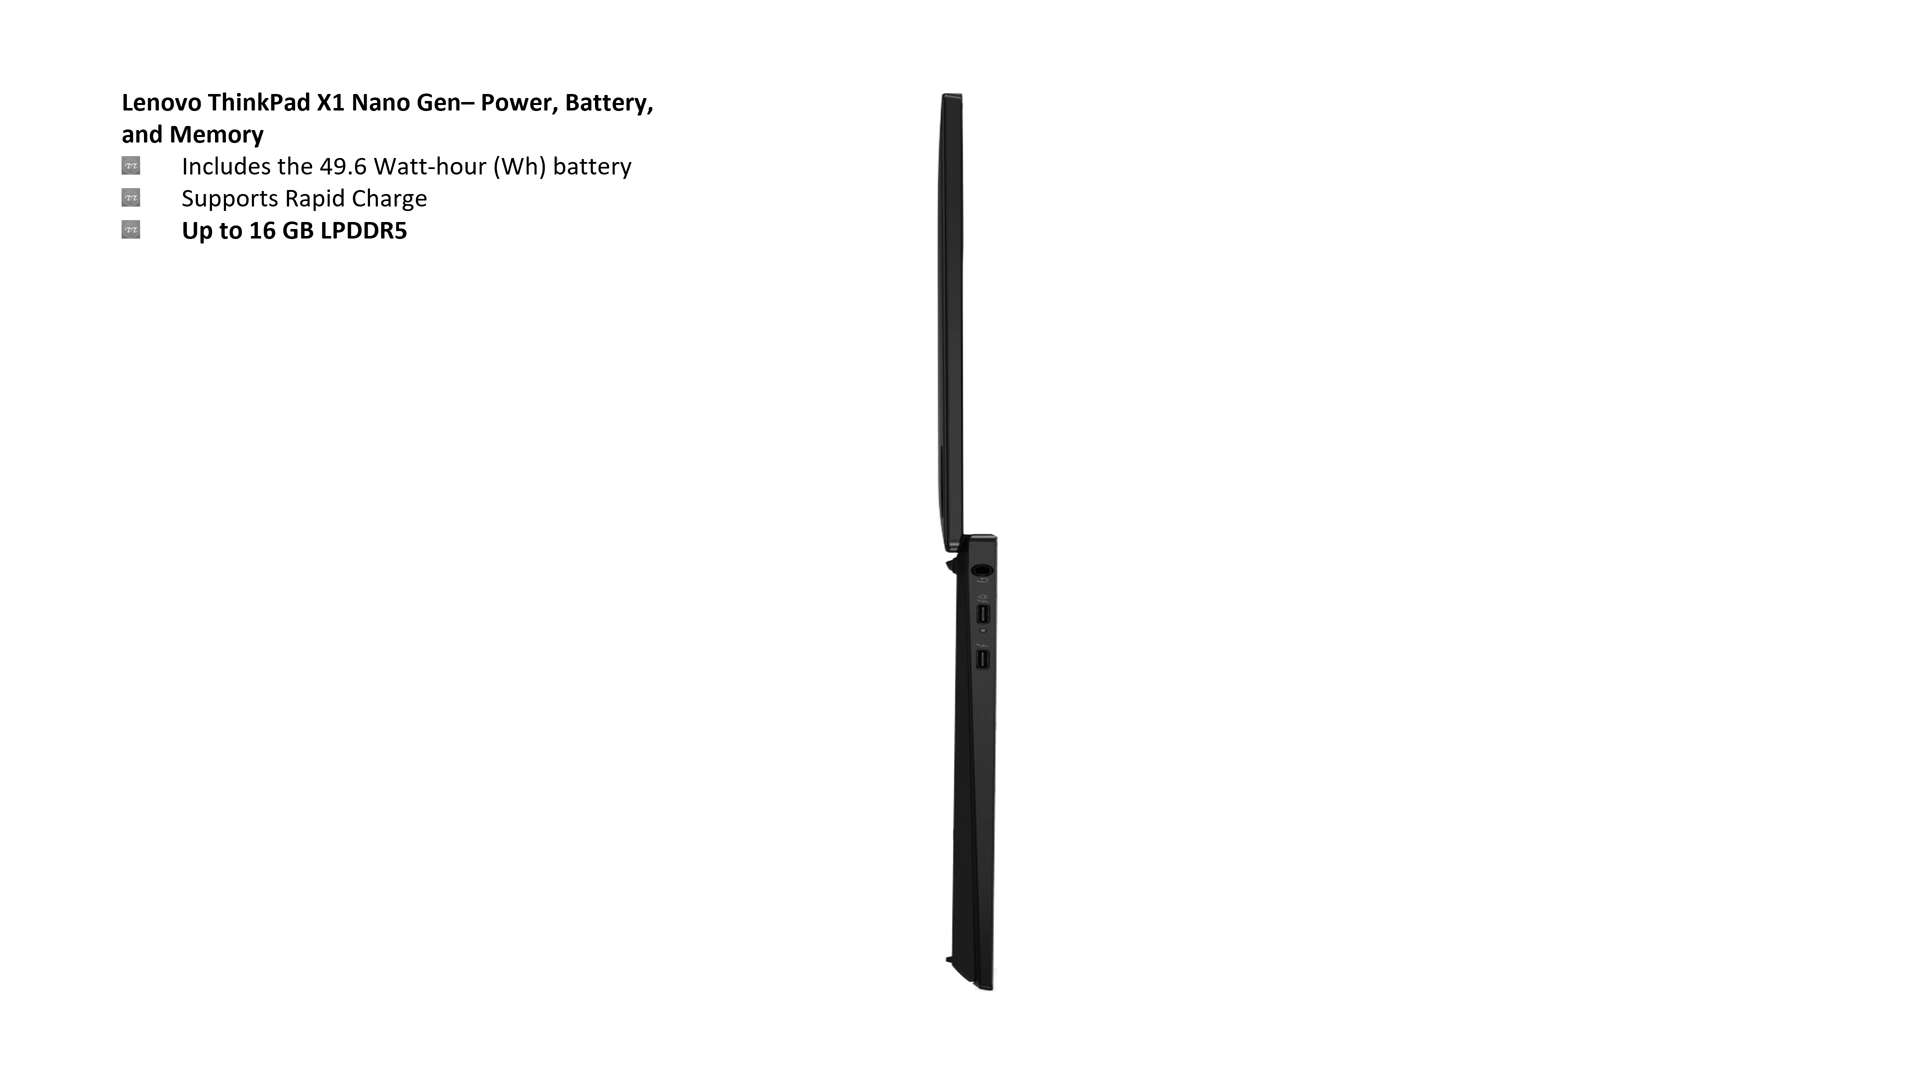 Lenovo ThinkPad X1 Nano Gen– Power, Battery,
and Memory
Includes the 49.6 Watt-hour (Wh) battery
Supports Rapid Charge
Up to 16 GB LPDDR5